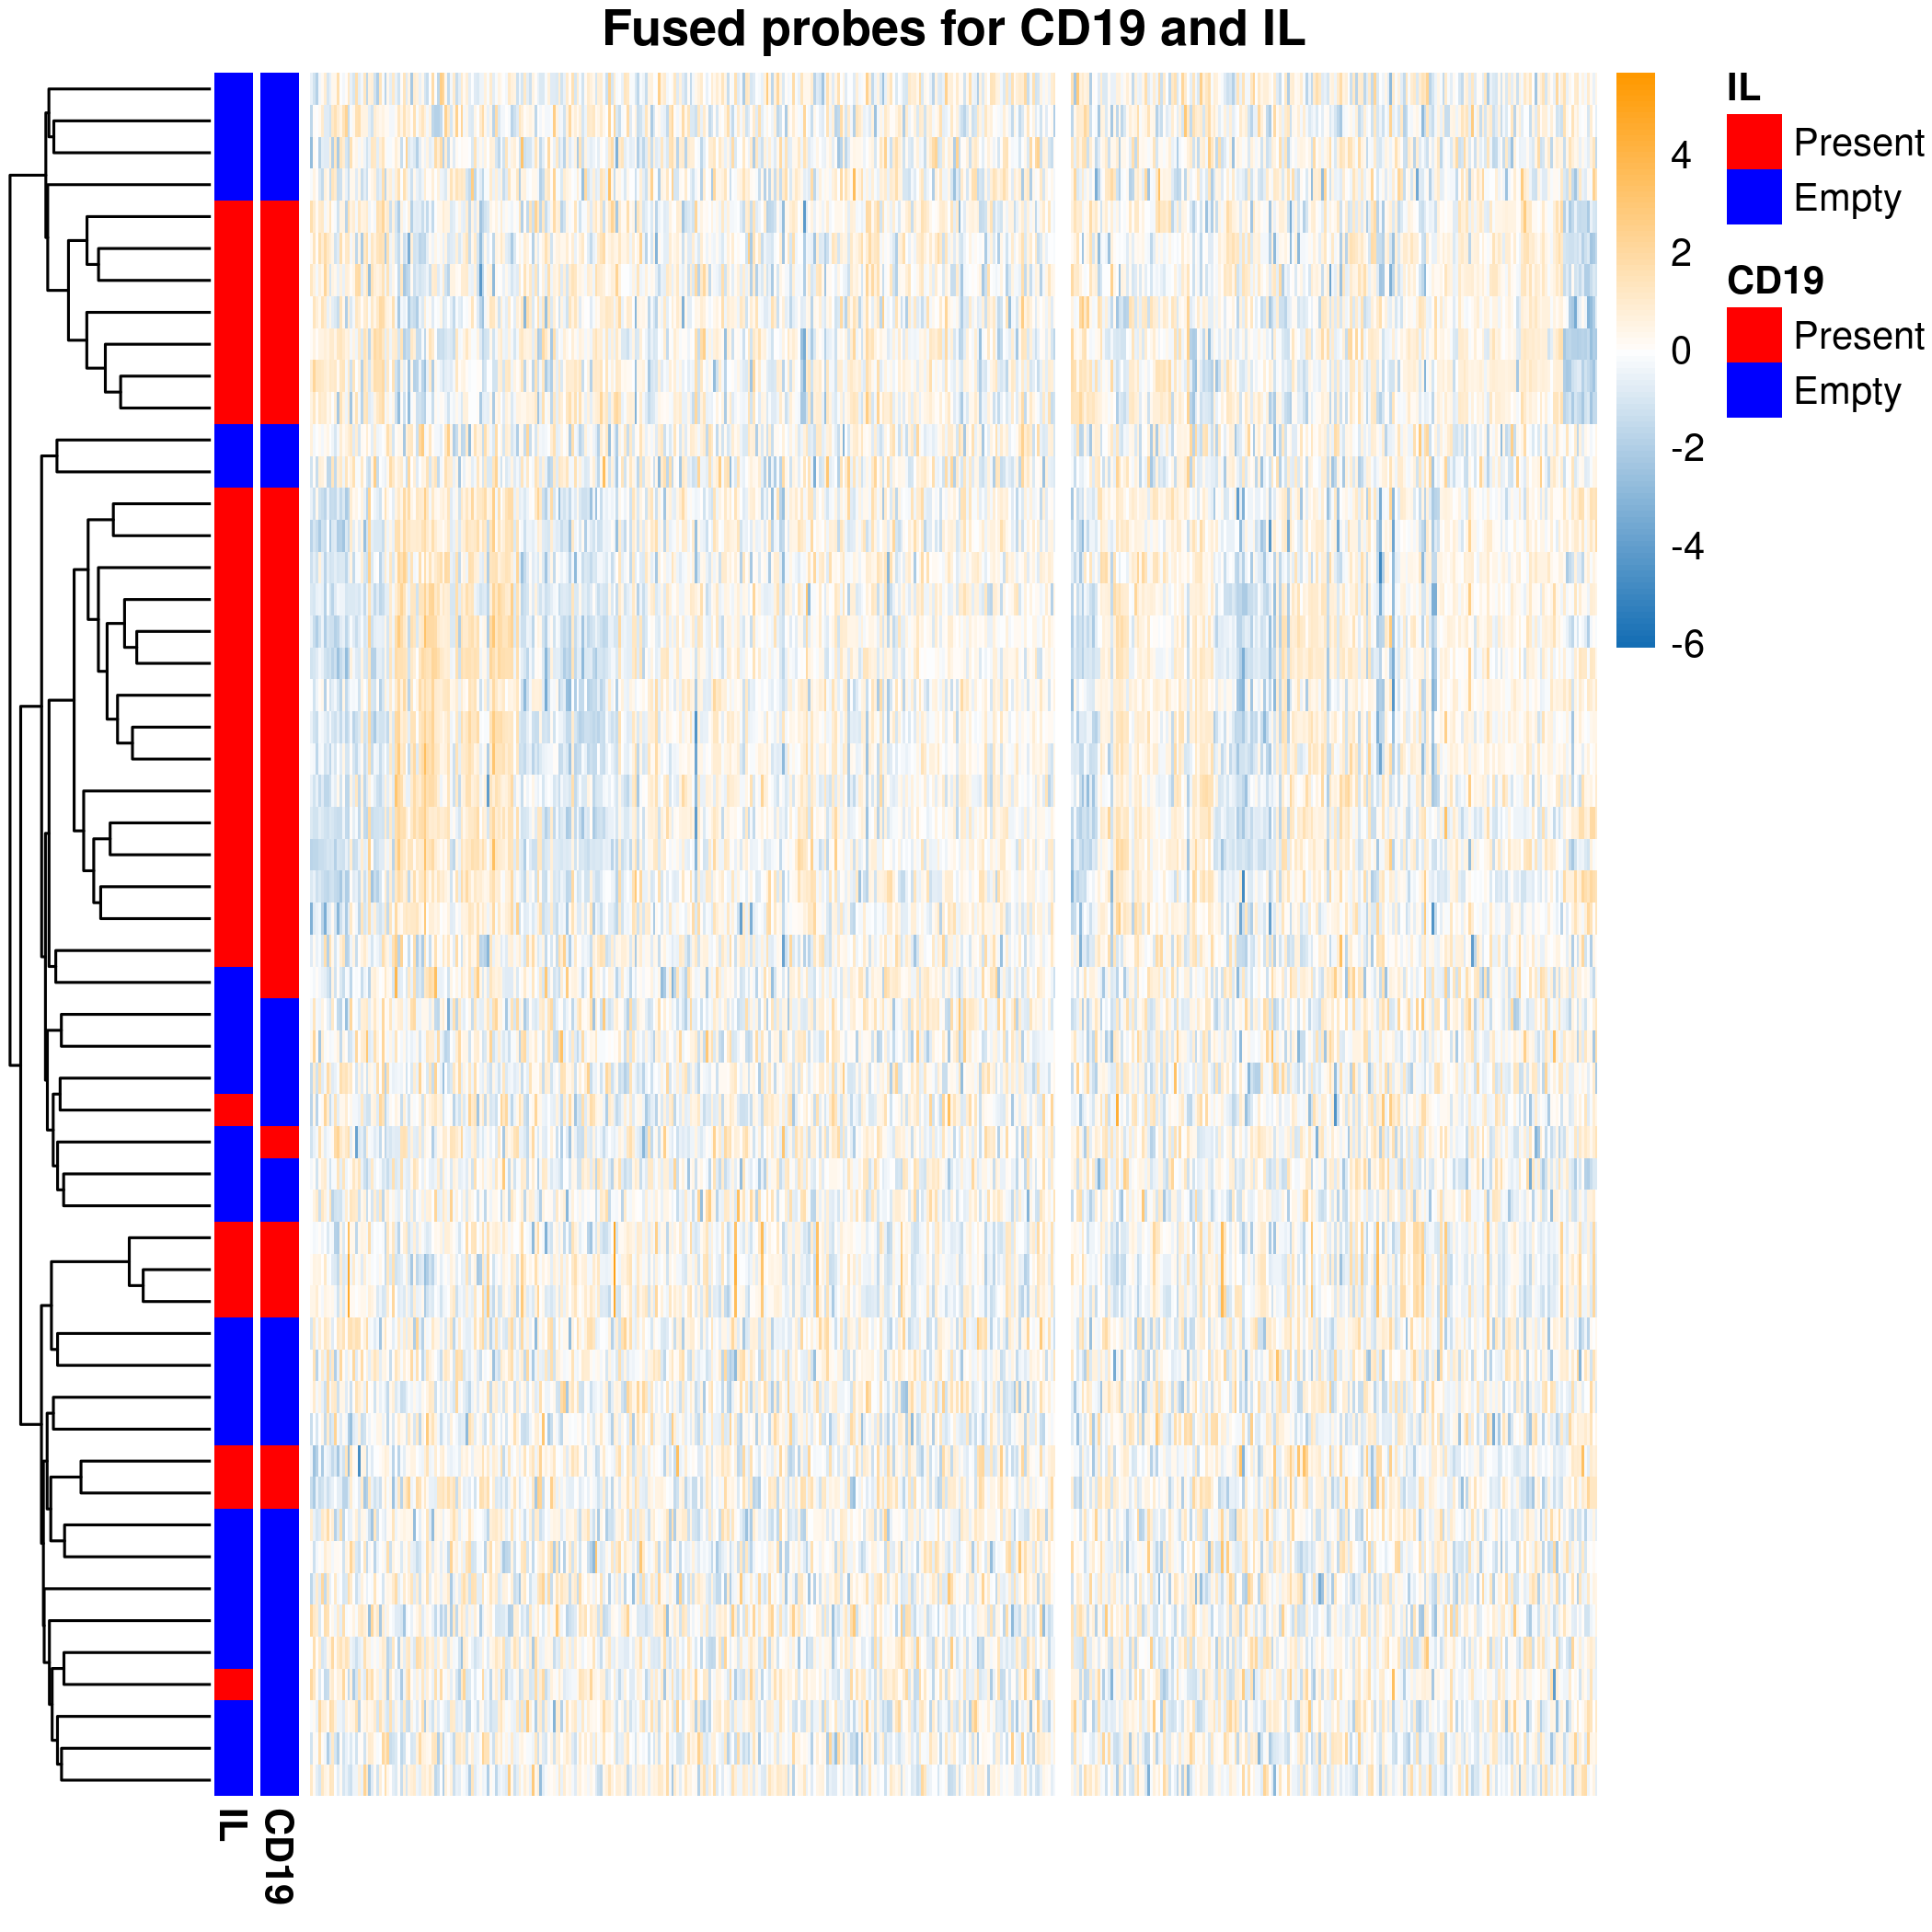 Fused probes for CD19 and IL
4
2
0
-2
-4
-6
IL
Present
Empty
CD19
Present
Empty
IL
CD19